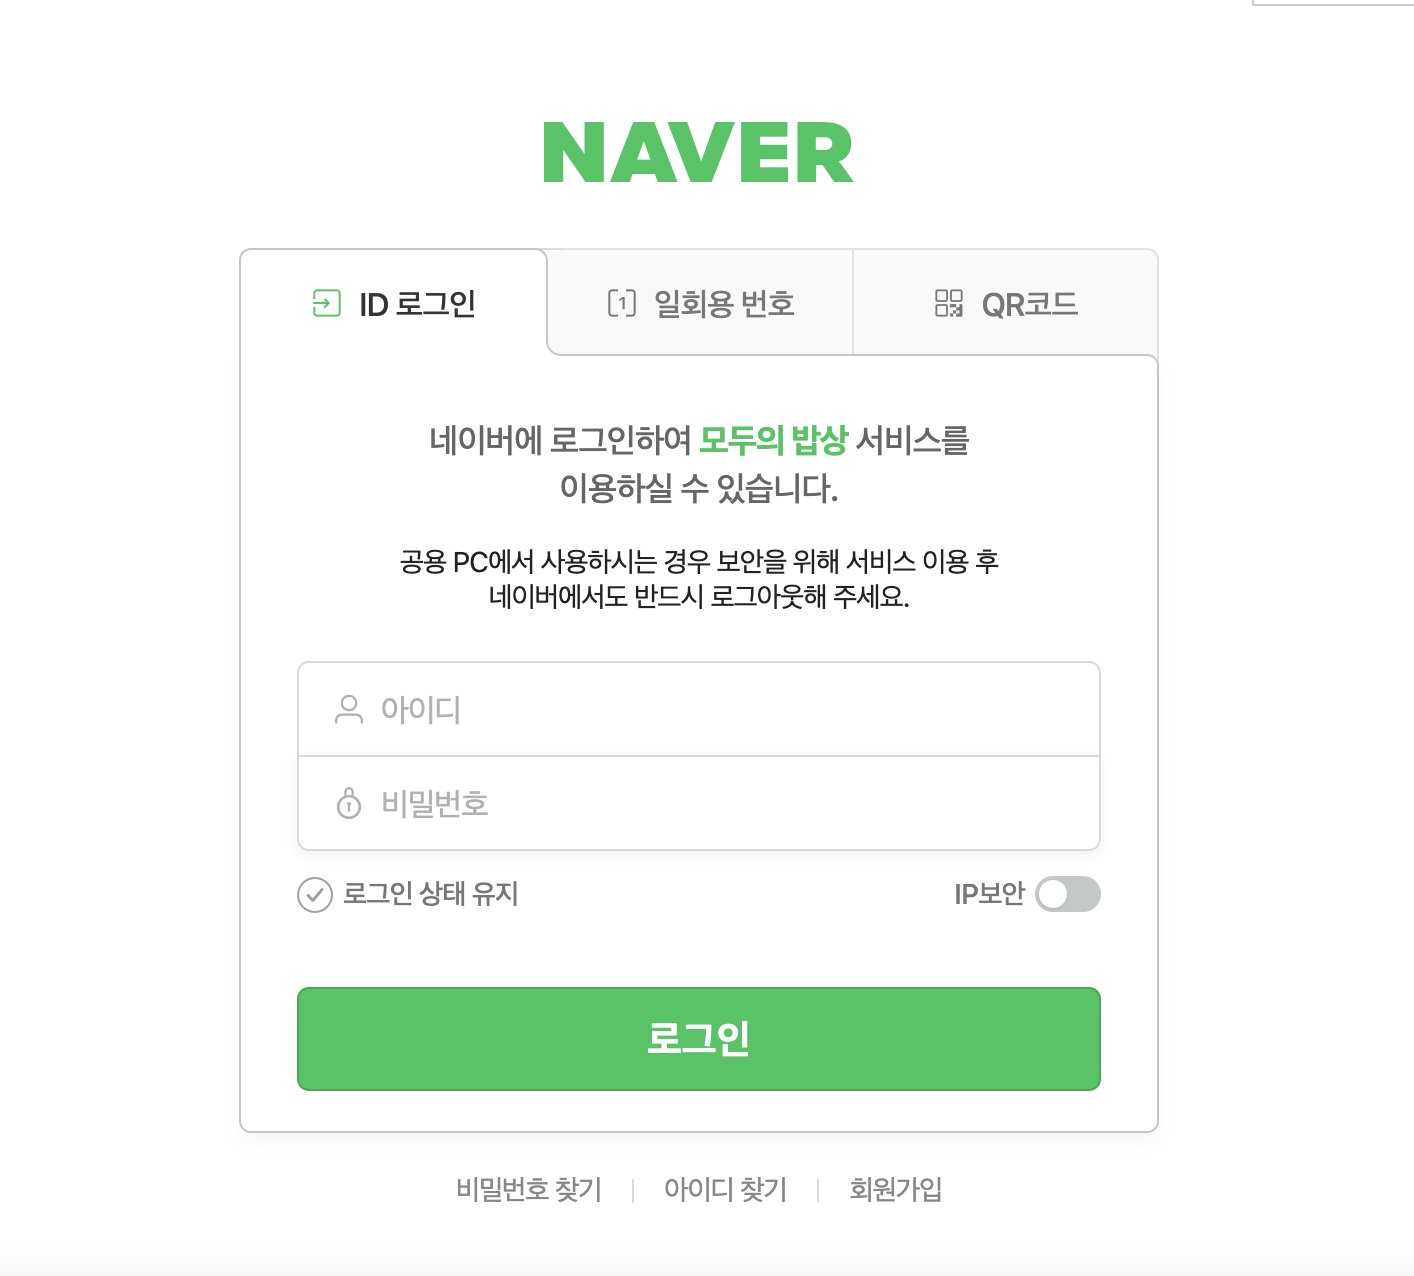 NAVER
ID 로그인
1 일회용 번호
QR코드
네이버에 로그인하여 모두의 밥상 서비스를
이용하실 수 있습니다.
공용 PC에서 사용하시는 경우 보안을 위해 서비스 이용 후
네이버에서도 반드시 로그아웃해 주세요.
아이디
비밀번호
로그인 상태 유지
IP보안
로그인
비밀번호 찾기
아이디 찾기
회원가입